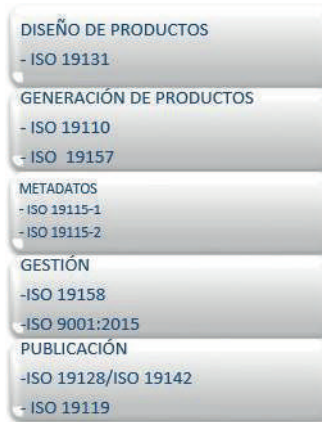 DISEÑO DE PRODUCTOS
- ISO 19131
GENERACIÓN DE PRODUCTOS
- ISO 19110
- ISO 19157
METADATOS
- ISO 19115-1
- ISO 19115-2
GESTIÓN
-ISO 19158
-ISO 9001:2015
PUBLICACIÓN
-ISO 19128/ISO 19142
- ISO 19119